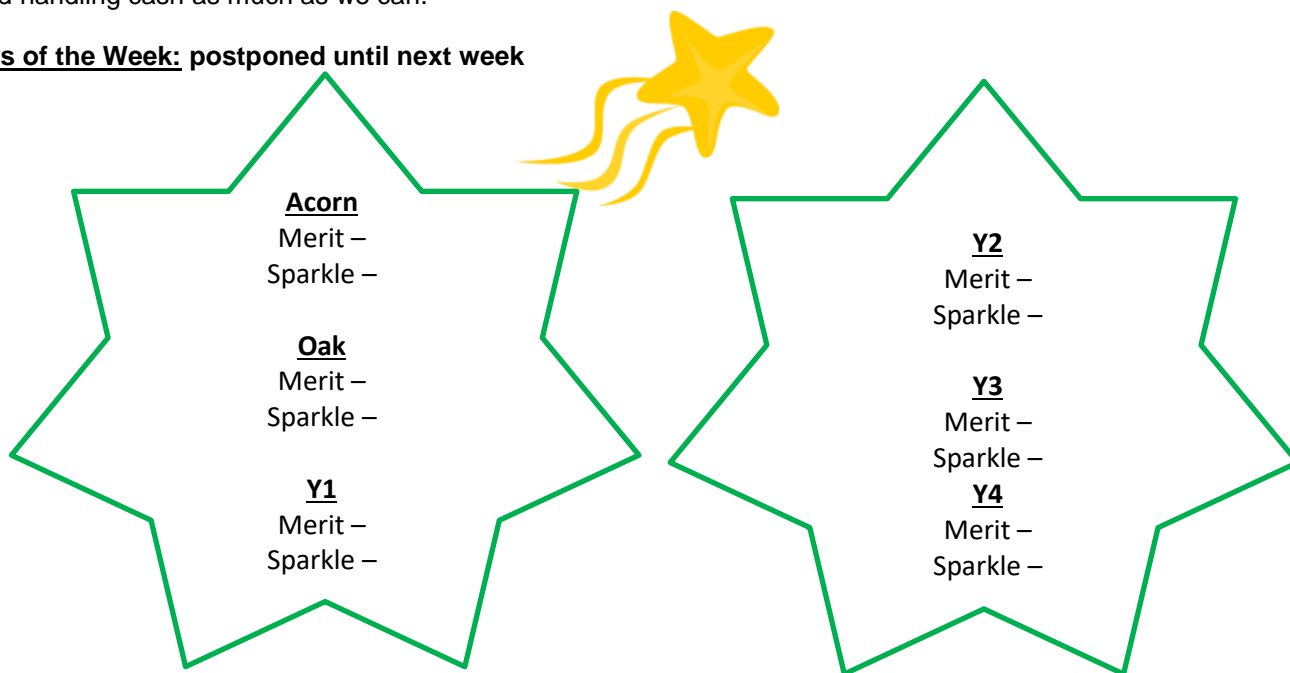 handling cash as much as we can.
of the Week: postponed until next week
Acorn
Merit –
Sparkle –
Oak
Merit –
Sparkle –
Y1
Merit –
Sparkle –
Y2
Merit –
Sparkle –
Y3
Merit –
Sparkle –
Y4
Merit –
Sparkle –